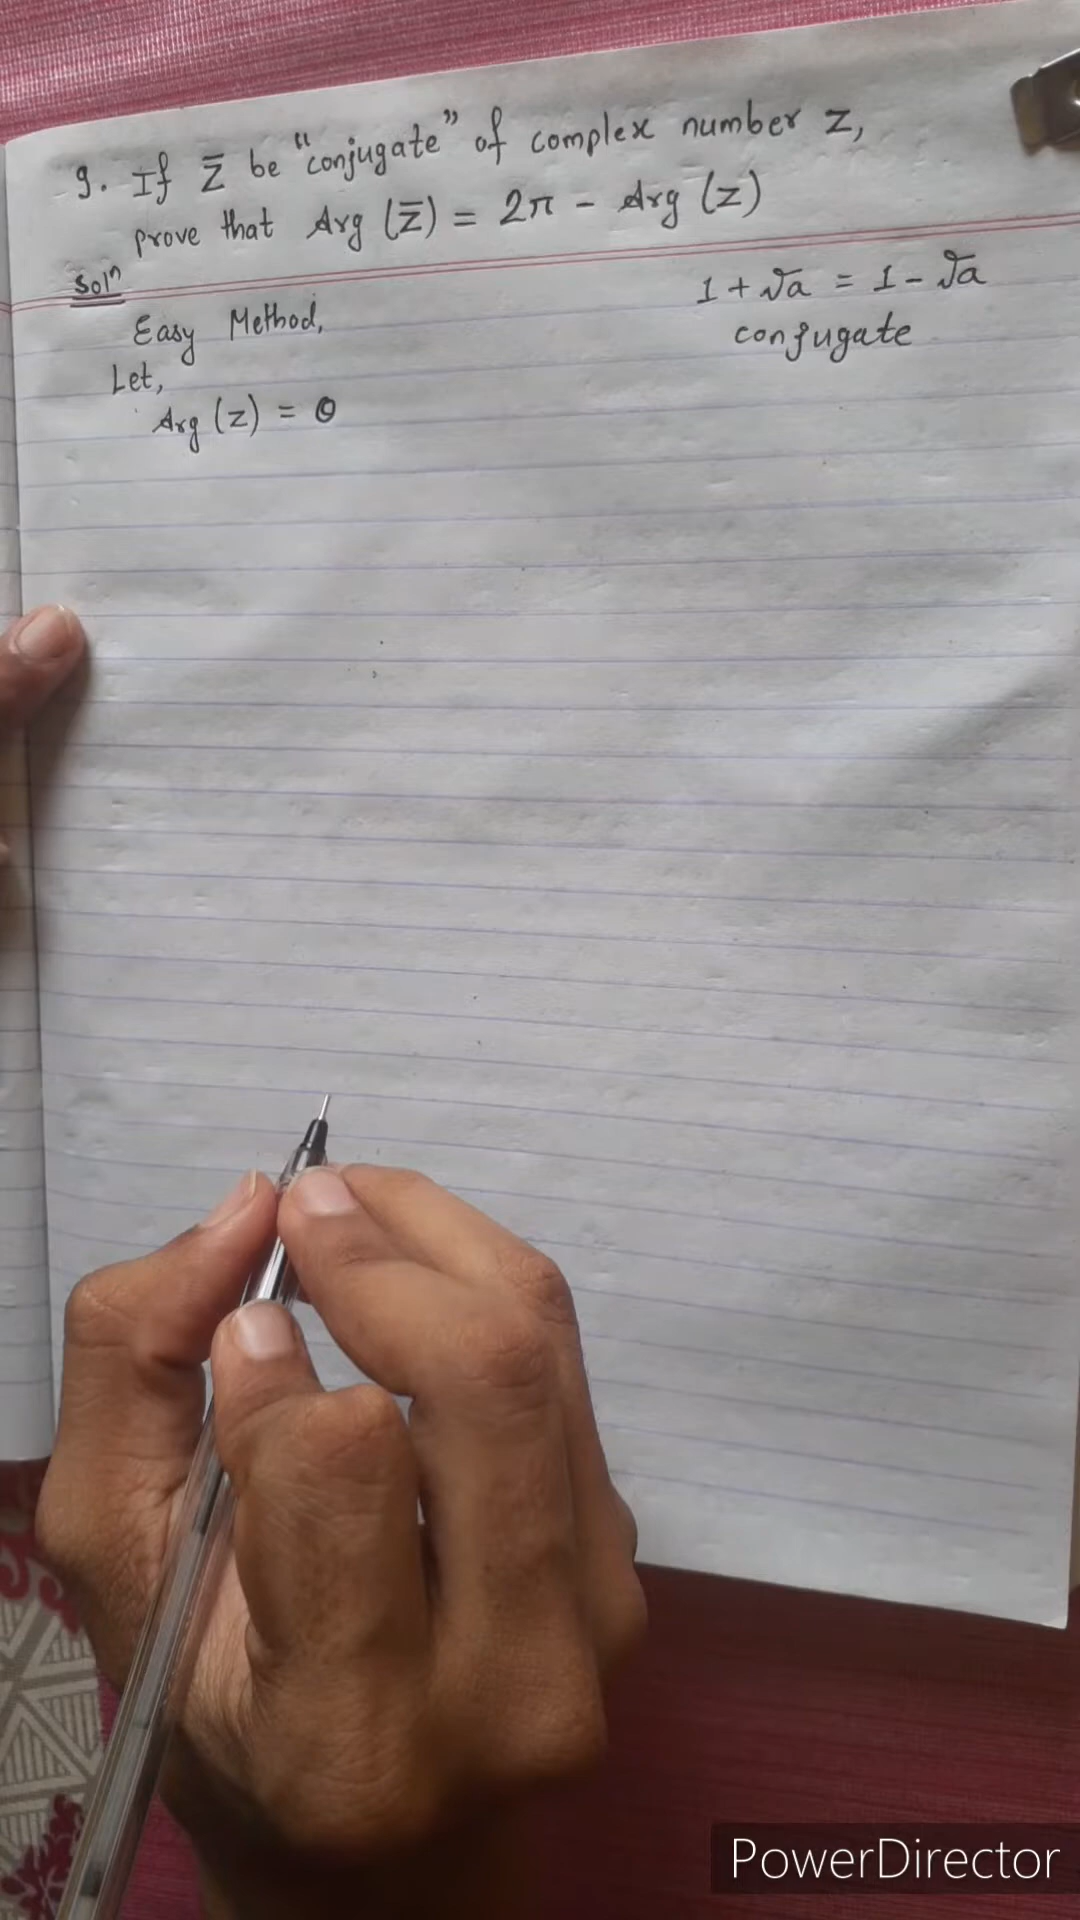 9. If z̄ be "conjugate" of complex number z,
prove that Arg (z̄) = 2π - Arg (z)
Solⁿ
1 + √a = 1 - √a
conjugate
Easy Method,
Let,
Arg (z) = θ
PowerDirector